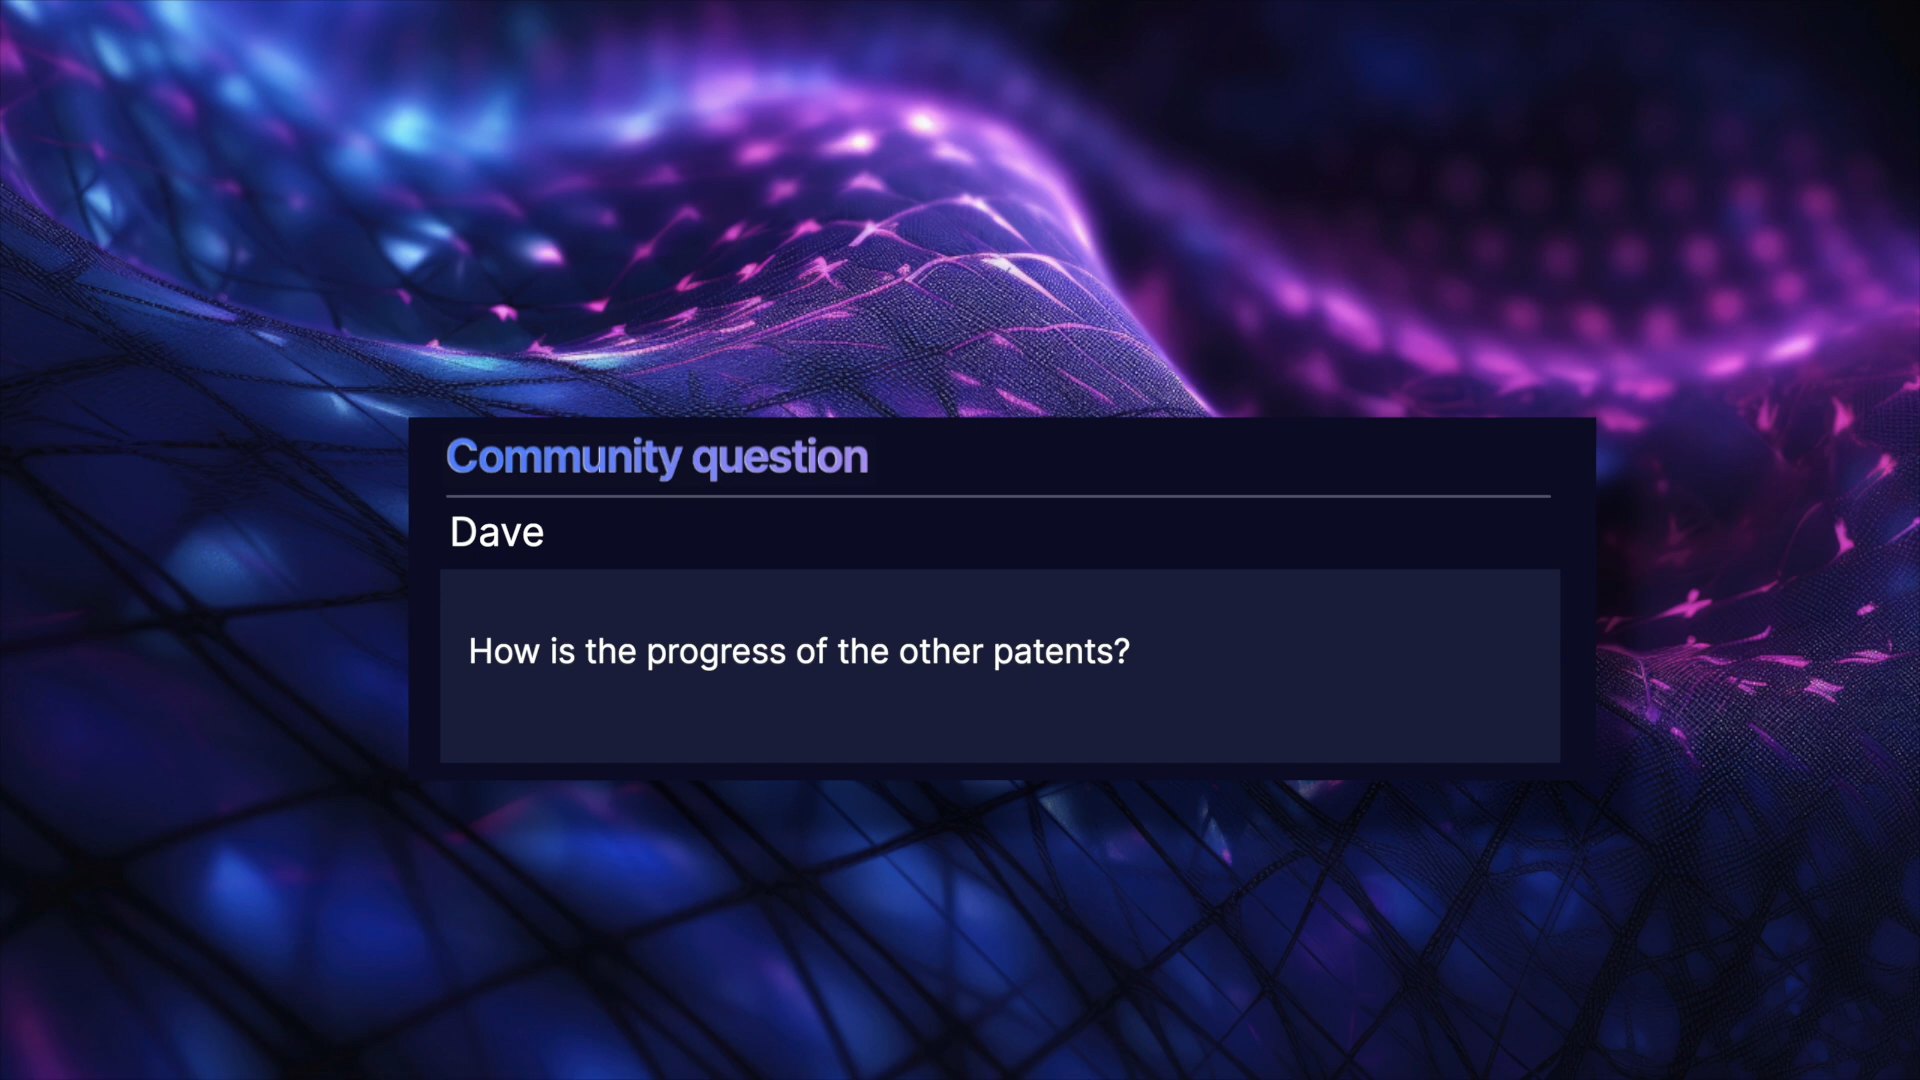 Community question
Dave
How is the progress of the other patents?